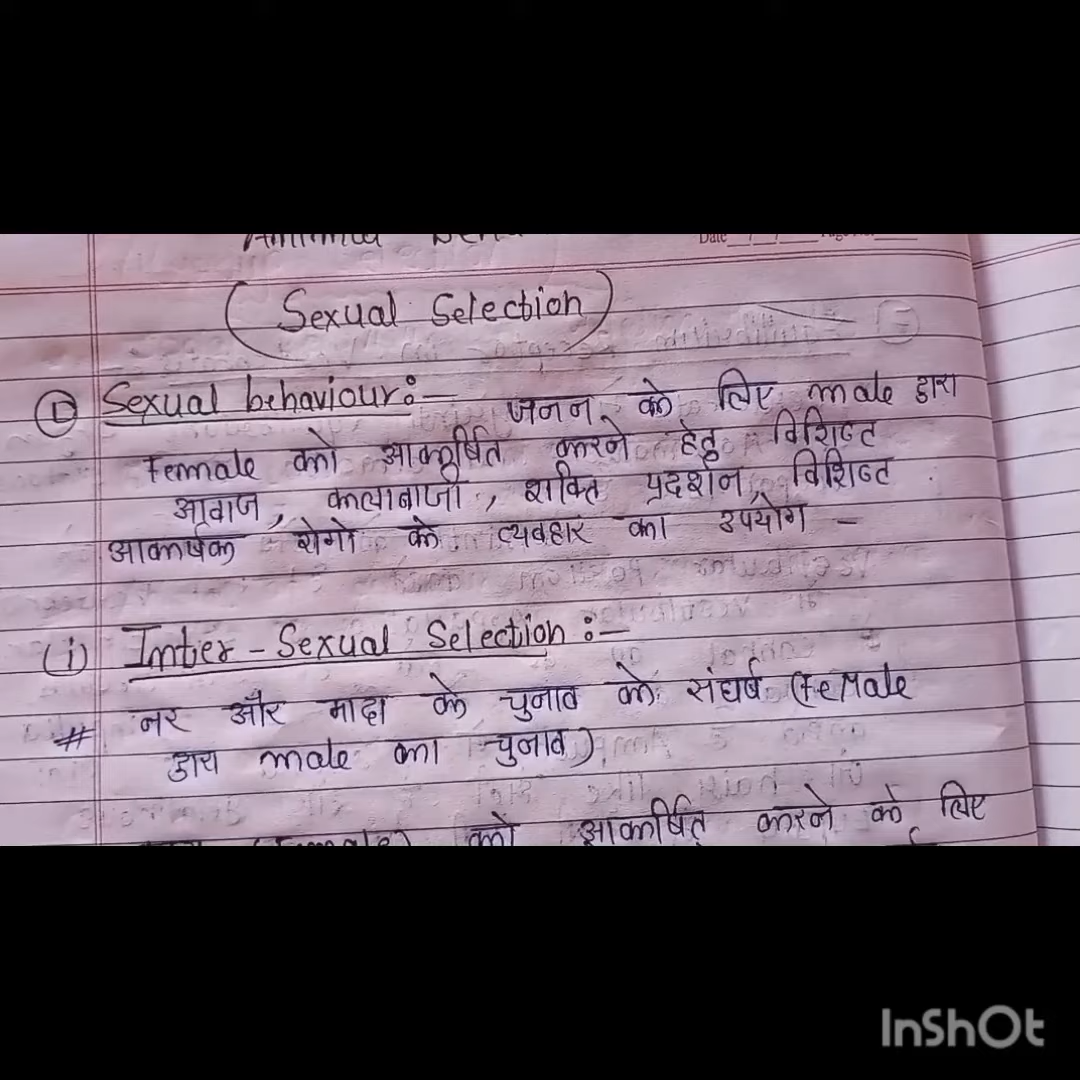 Date
(Sexual Selection)
① Sexual behaviour:- जनन के लिए male द्वारा
Female को आकर्षित करने हेतु विशिष्ट
आवाज, कलाबाजी, शक्ति प्रदर्शन, विशिष्ट
आकर्षक रोगो के व्यवहार का उपयोग -
(i) Inter - Sexual Selection :-
नर और मादा के चुनाव के संघर्ष (FeMale
# द्वारा male का चुनाव)
को आकर्षित करने के लिए
InShOt